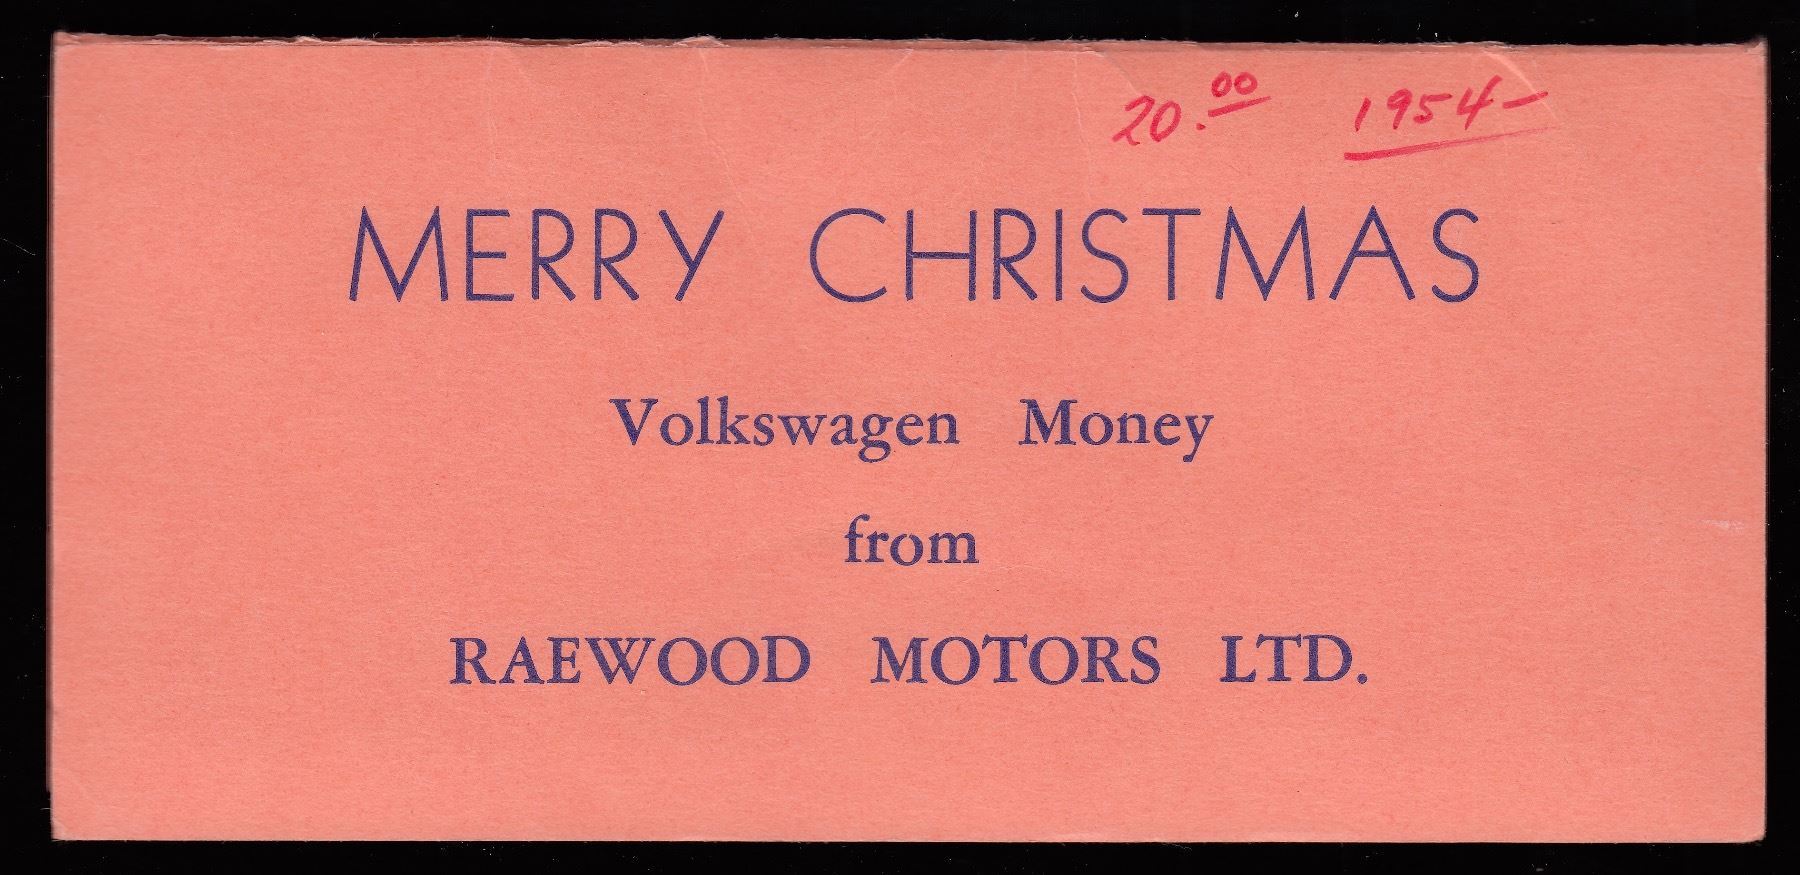 20.00 1954-
MERRY CHRISTMAS
Volkswagen Money
from
RAEWOOD MOTORS LTD.